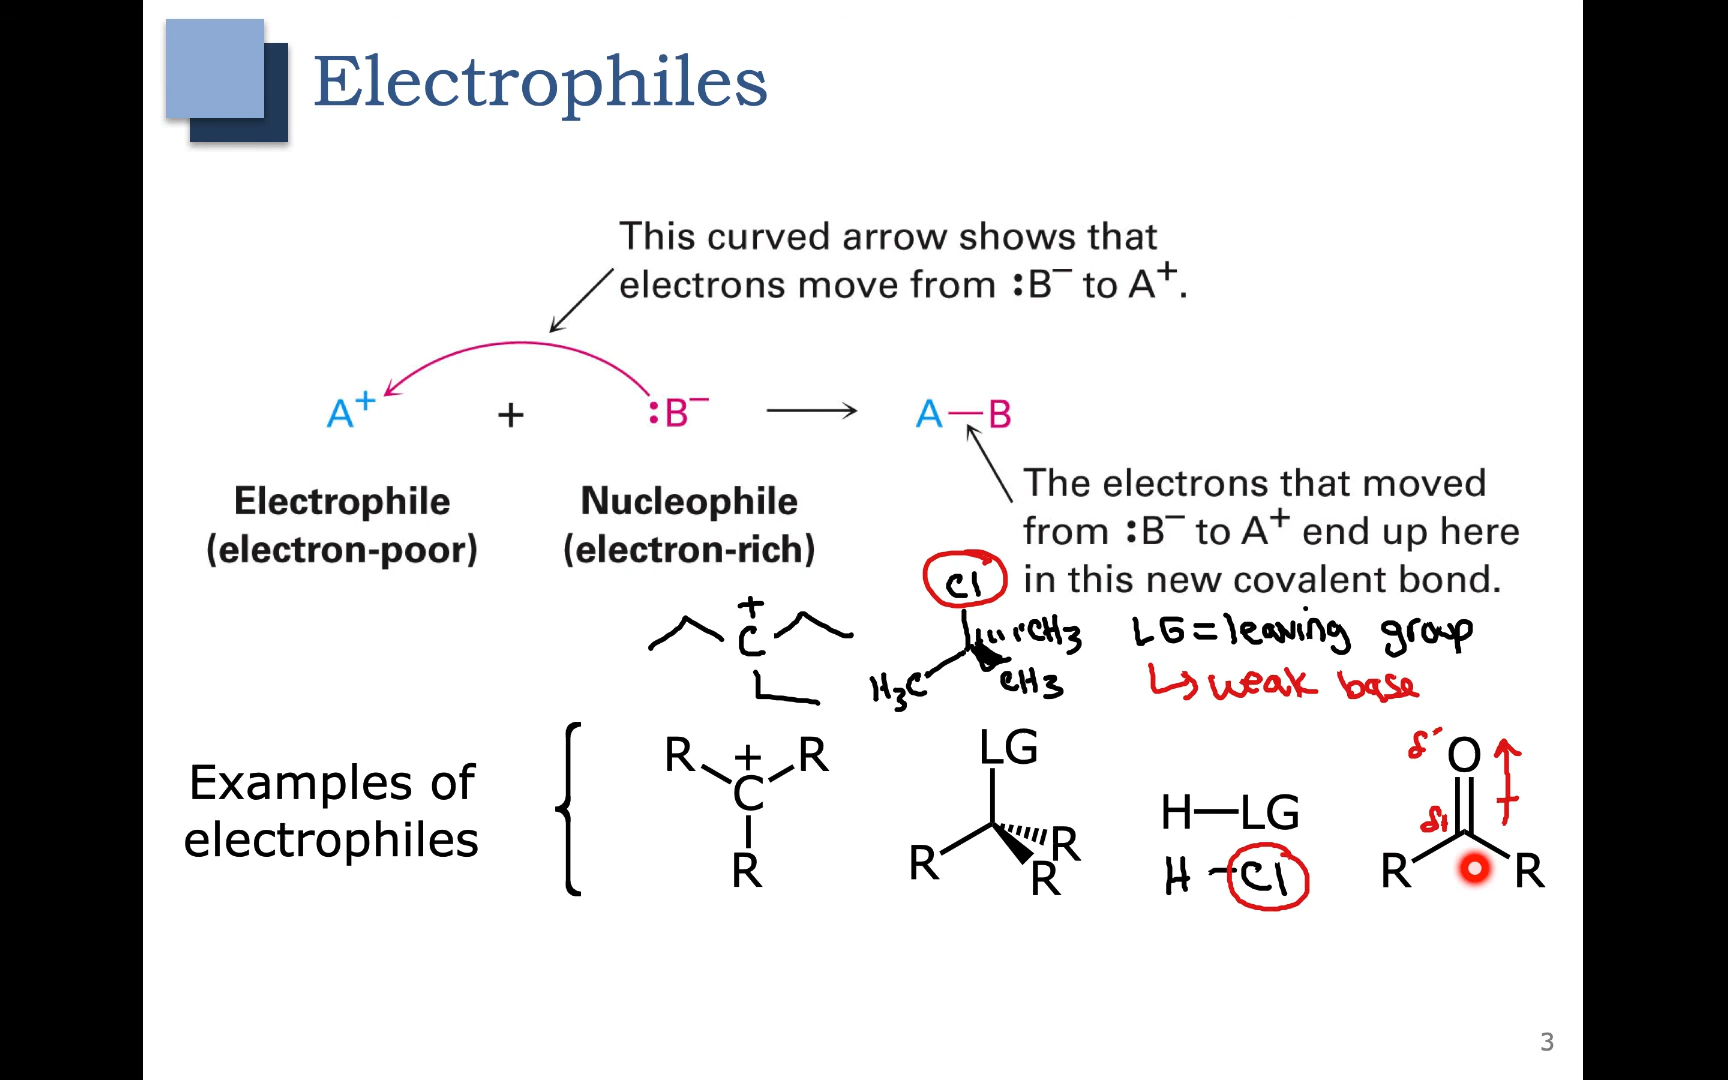 Electrophiles
This curved arrow shows that
electrons move from :B⁻ to A⁺.
A⁺ + :B⁻ ⟶ A—B
Electrophile
(electron-poor)
Nucleophile
(electron-rich)
The electrons that moved
from :B⁻ to A⁺ end up here
in this new covalent bond.
+
C
Cl
CH3
H3C
CH3
LG = leaving group
↳ weak base
Examples of
electrophiles
R + R
C
R
LG
R
R
R
H—LG
H-Cl
δ- O
δ+
R R
3